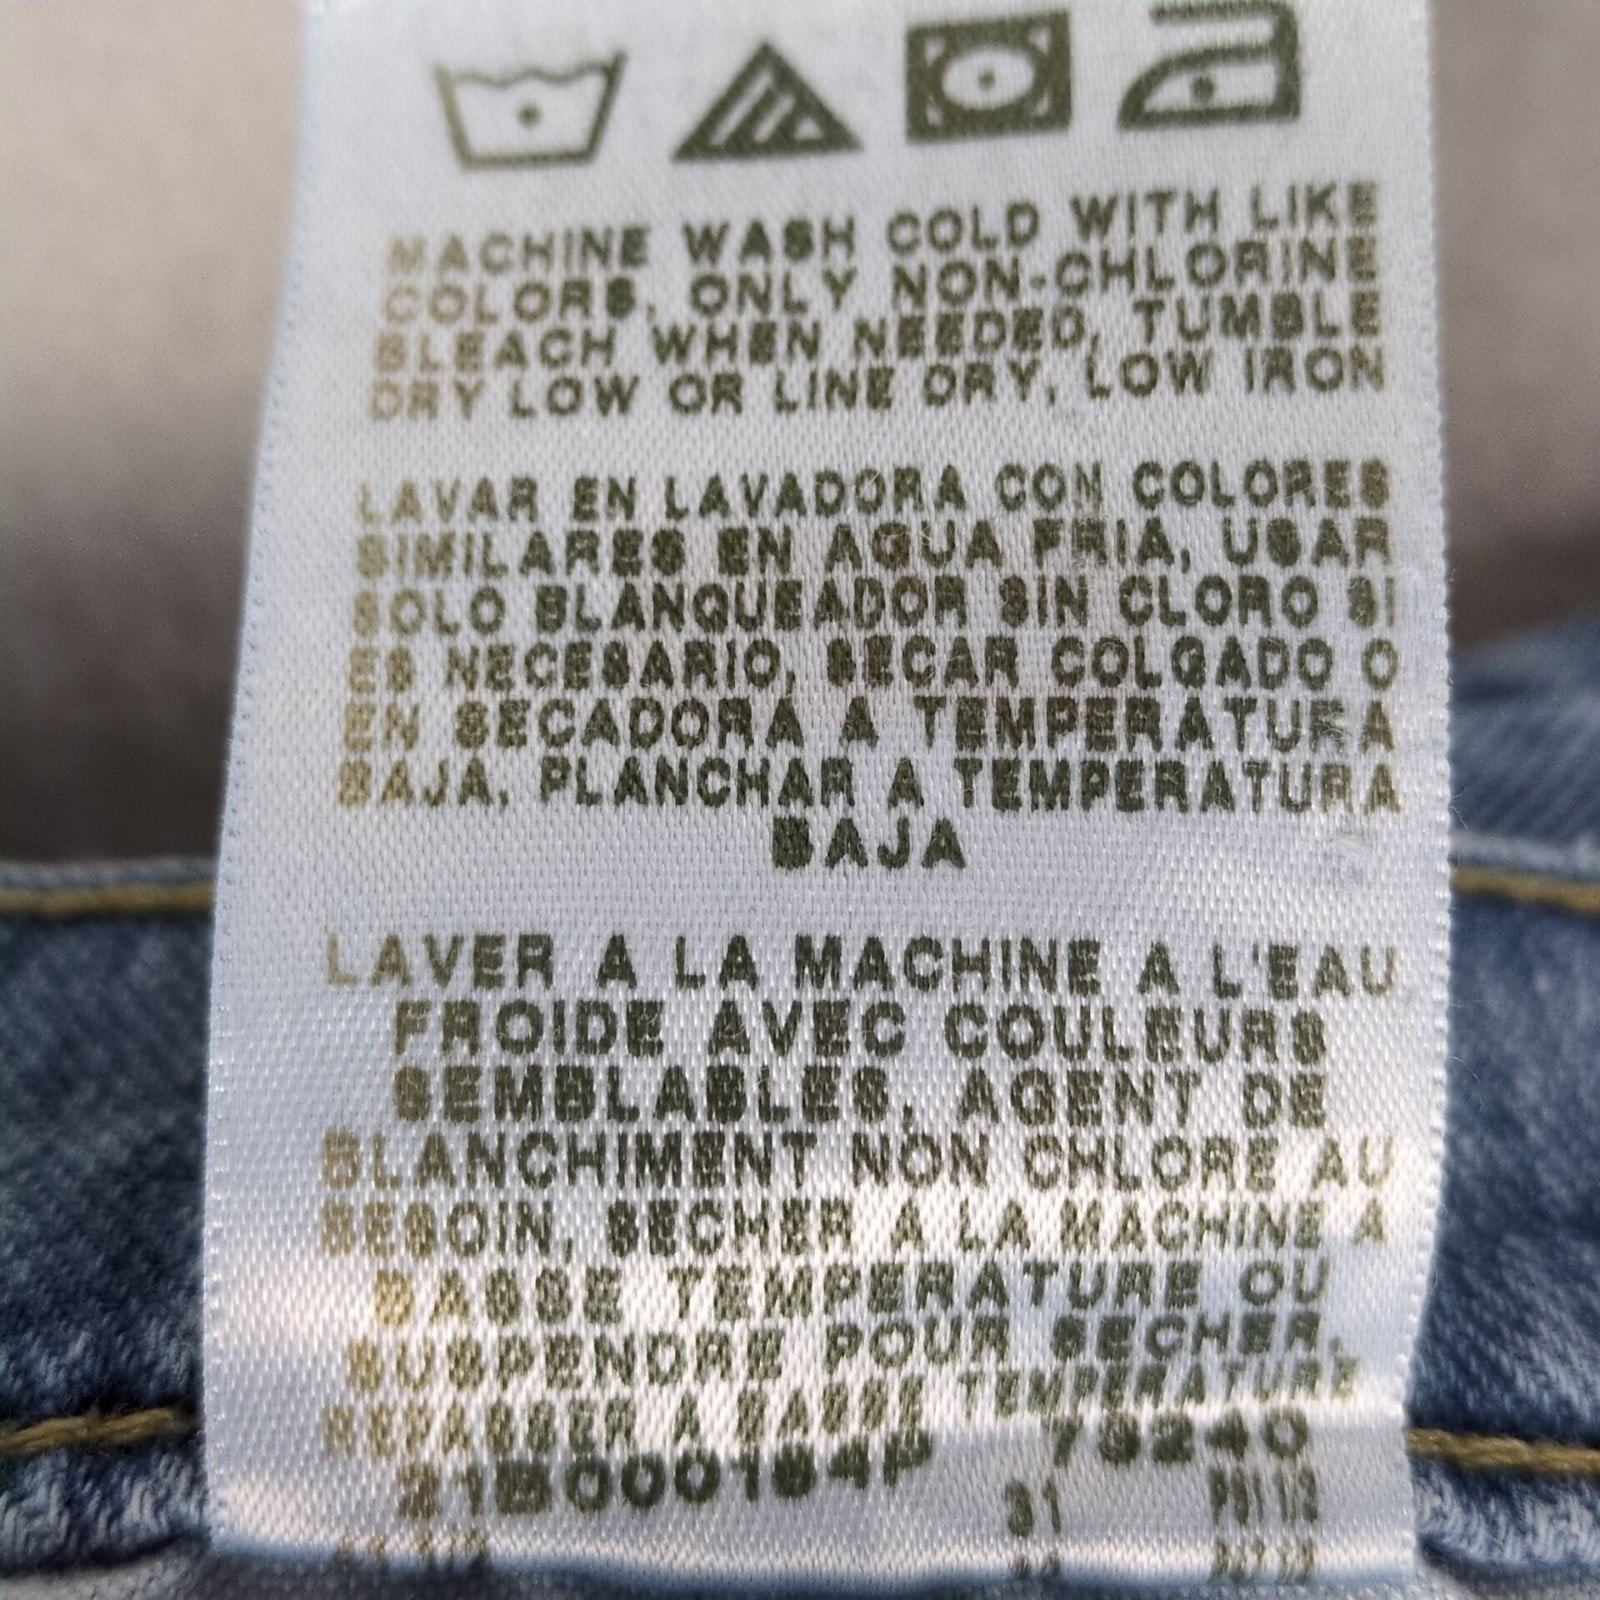 MACHINE WASH COLD WITH LIKE
COLORS, ONLY NON-CHLORINE
BLEACH WHEN NEEDED, TUMBLE
DRY LOW OR LINE DRY, LOW IRON
LAVAR EN LAVADORA CON COLORES
SIMILARES EN AGUA FRIA, USAR
SOLO BLANQUEADOR SIN CLORO SI
ES NECESARIO, SECAR COLGADO O
EN SECADORA A TEMPERATURA
BAJA, PLANCHAR A TEMPERATURA
BAJA
LAVER A LA MACHINE A L'EAU
FROIDE AVEC COULEURS
SEMBLABLES, AGENT DE
BLANCHIMENT NON CHLORE AU
BESOIN, SECHER A LA MACHINE A
BASSE TEMPERATURE OU
SUSPENDRE POUR SECHER,
REPASSER A BASSE TEMPERATURE